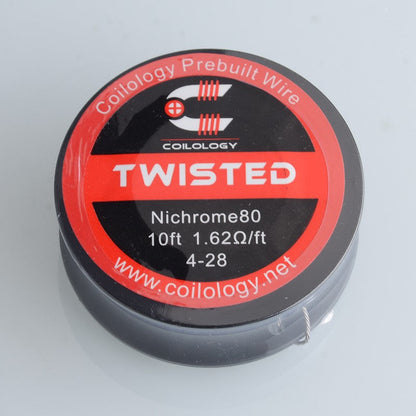 Coilology Prebuilt Wire
COILOLOGY
TWISTED
Nichrome80
10ft 1.62Ω/ft
4-28
www.coilology.net